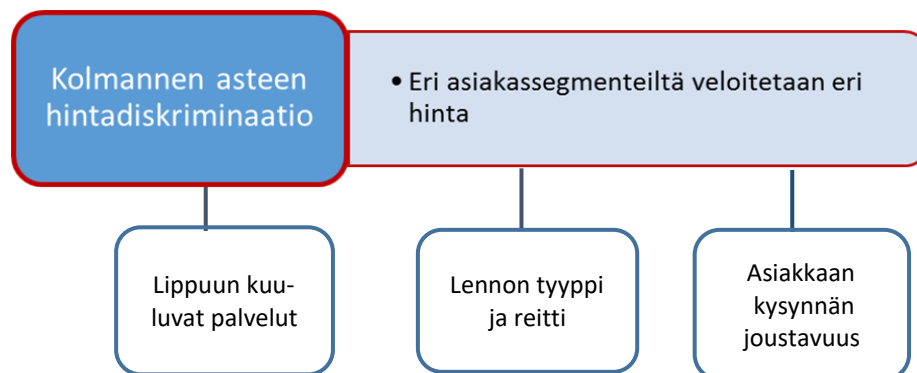 Kolmannen asteen
hintadiskriminaatio
• Eri asiakassegmenteiltä veloitetaan eri
hinta
Lippuun kuu-
luvat palvelut
Lennon tyyppi
ja reitti
Asiakkaan
kysynnän
joustavuus